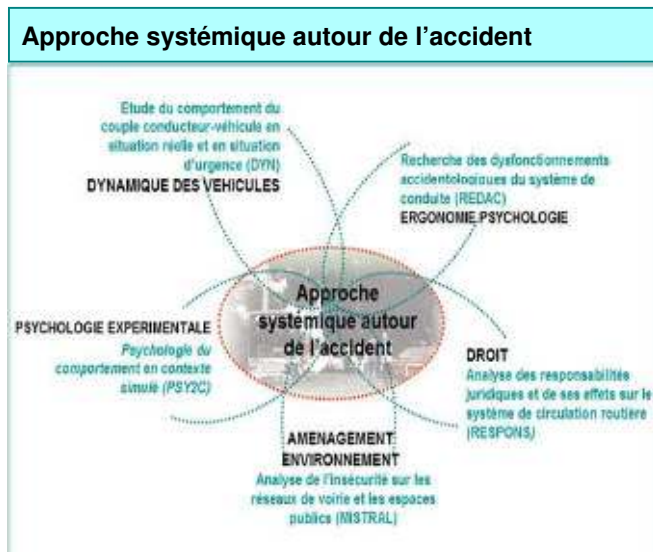 Approche systémique autour de l'accident
Etude du comportement du
couple conducteur-véhicule en
situation réelle et en situation
d'urgence (DYN)
DYNAMIQUE DES VEHICULES
Recherche des dysfonctionnements
accidentologiques du système de
conduite (REDAC)
ERGONOMIE PSYCHOLOGIE
Approche
systémique autour
de l'accident
PSYCHOLOGIE EXPERIMENTALE
Psychologie du
comportement en contexte
simulé (PSY2C)
DROIT
Analyse des responsabilités
juridiques et de ses effets sur le
système de circulation routière
(RESPONS)
AMENAGEMENT
ENVIRONNEMENT
Analyse de l'insécurité sur les
réseaux de voirie et les espaces
publics (MISTRAL)